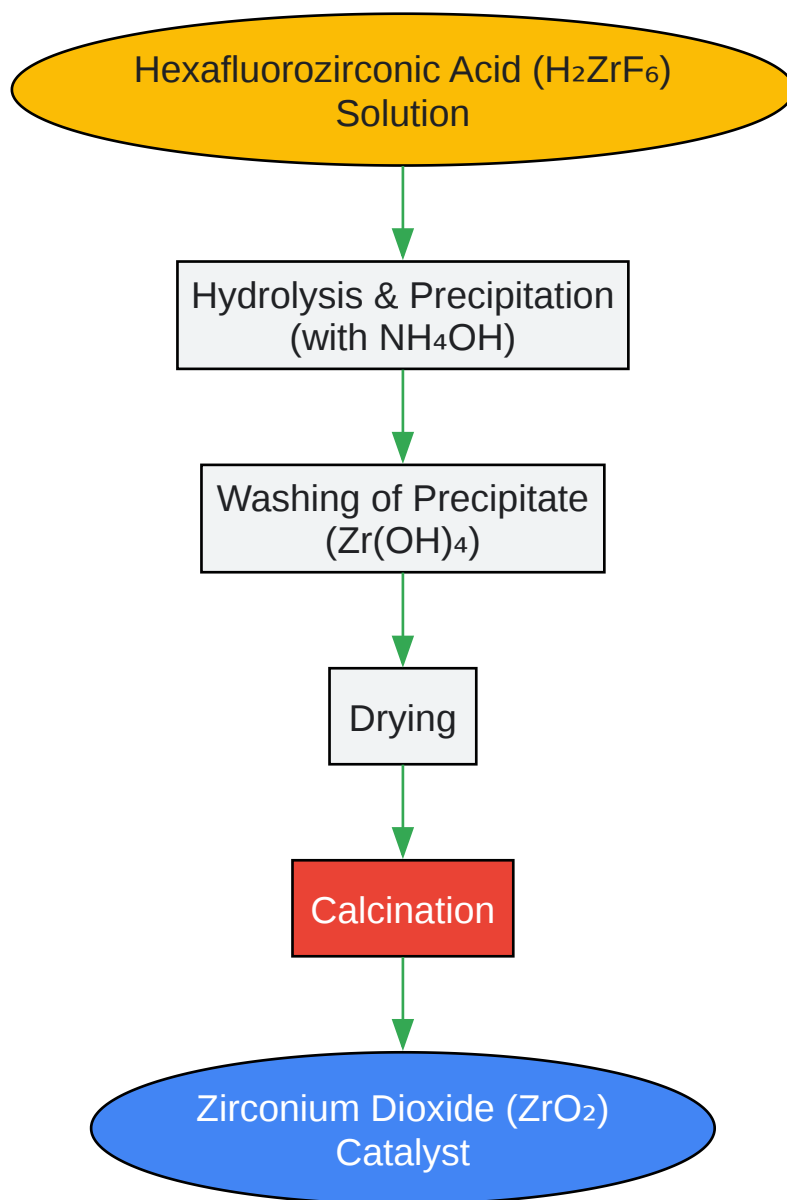 Hexafluorozirconic Acid (H₂ZrF₆)
Solution
Hydrolysis & Precipitation
(with NH₄OH)
Washing of Precipitate
(Zr(OH)₄)
Drying
Calcination
Zirconium Dioxide (ZrO₂)
Catalyst